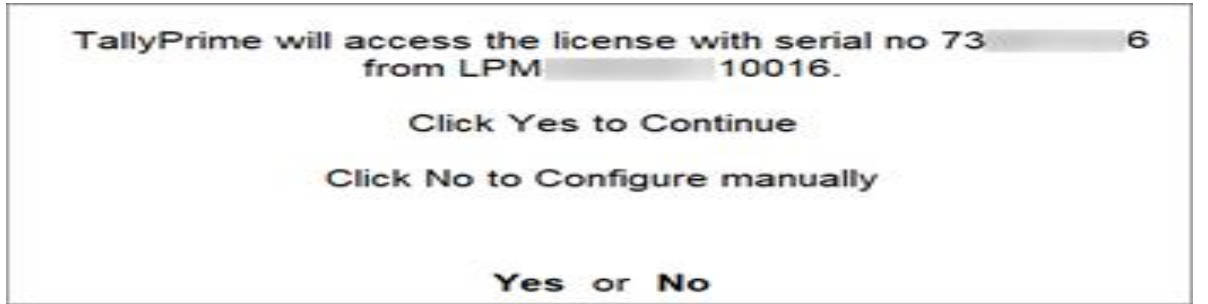 TallyPrime will access the license with serial no 73 6
from LPM 10016.
Click Yes to Continue
Click No to Configure manually
Yes or No